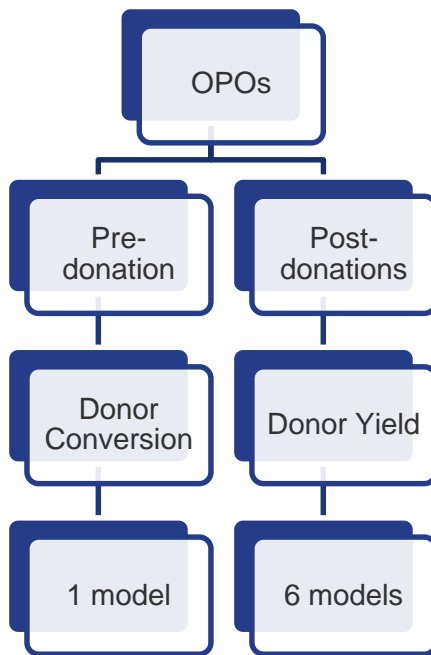 OPOs
Pre-
donation
Post-
donations
Donor
Conversion
Donor Yield
1 model
6 models